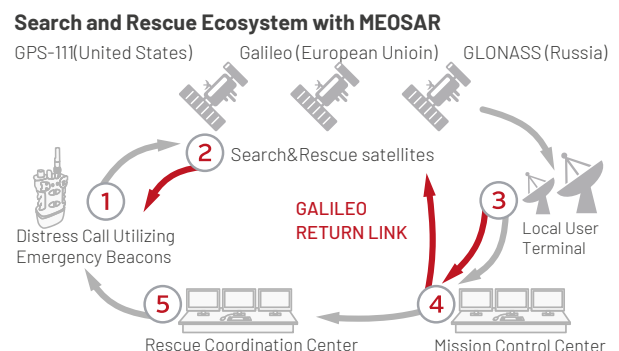 Search and Rescue Ecosystem with MEOSAR
GPS-111(United States)
Galileo (European Unioin)
GLONASS (Russia)
2
Search&Rescue satellites
1
3
GALILEO
RETURN LINK
Distress Call Utilizing
Emergency Beacons
Local User
Terminal
5
4
Rescue Coordination Center
Mission Control Center